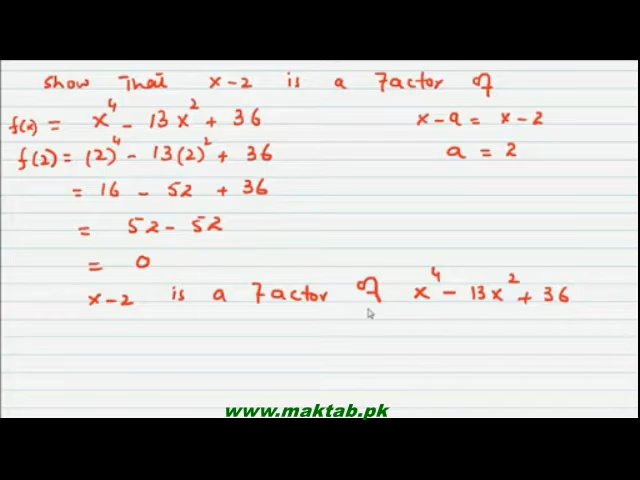 show that x-2 is a factor of
f(x) = x⁴ - 13x² + 36
x-a = x-2
f(2) = (2)⁴ - 13(2)² + 36
a = 2
= 16 - 52 + 36
= 52 - 52
= 0
x-2 is a factor of x⁴ - 13x² + 36
www.maktab.pk